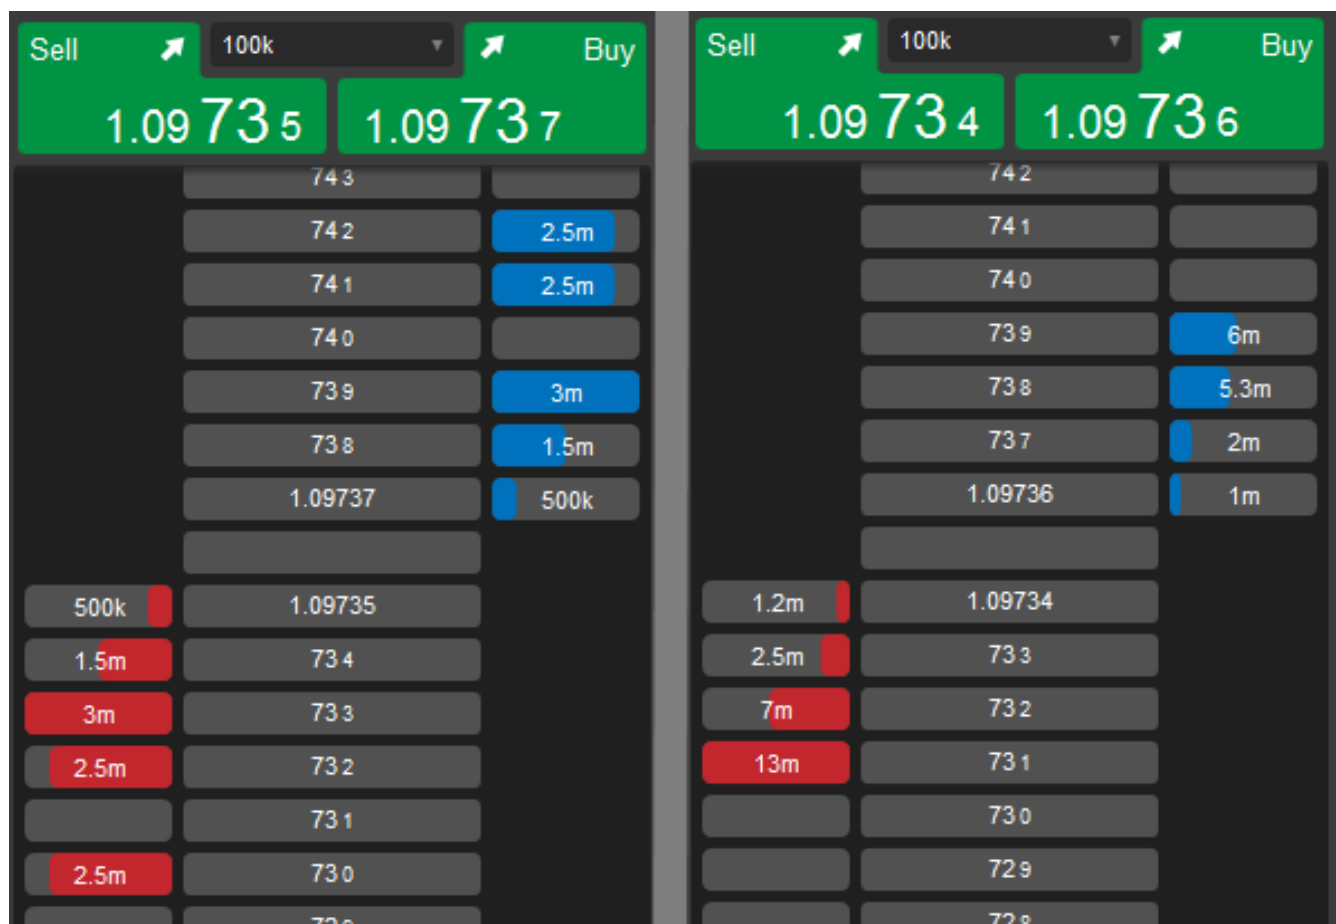 Sell 100k Buy
1.09 73 5 1.09 73 7
74 3
74 2 2.5m
74 1 2.5m
74 0
73 9 3m
73 8 1.5m
1.09737 500k
500k 1.09735
1.5m 73 4
3m 73 3
2.5m 73 2
73 1
2.5m 73 0
Sell 100k Buy
1.09 73 4 1.09 73 6
74 2
74 1
74 0
73 9 6m
73 8 5.3m
73 7 2m
1.09736 1m
1.2m 1.09734
2.5m 73 3
7m 73 2
13m 73 1
73 0
72 9
72 8